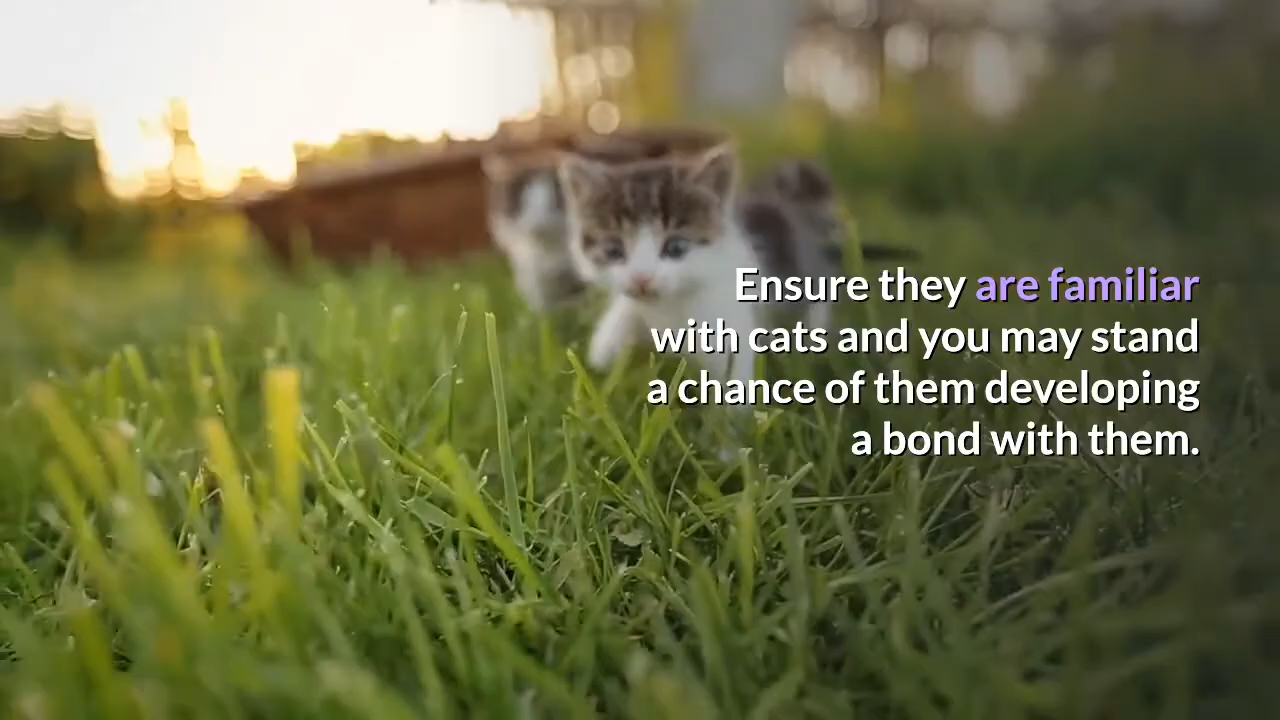 Ensure they are familiar
with cats and you may stand
a chance of them developing
a bond with them.